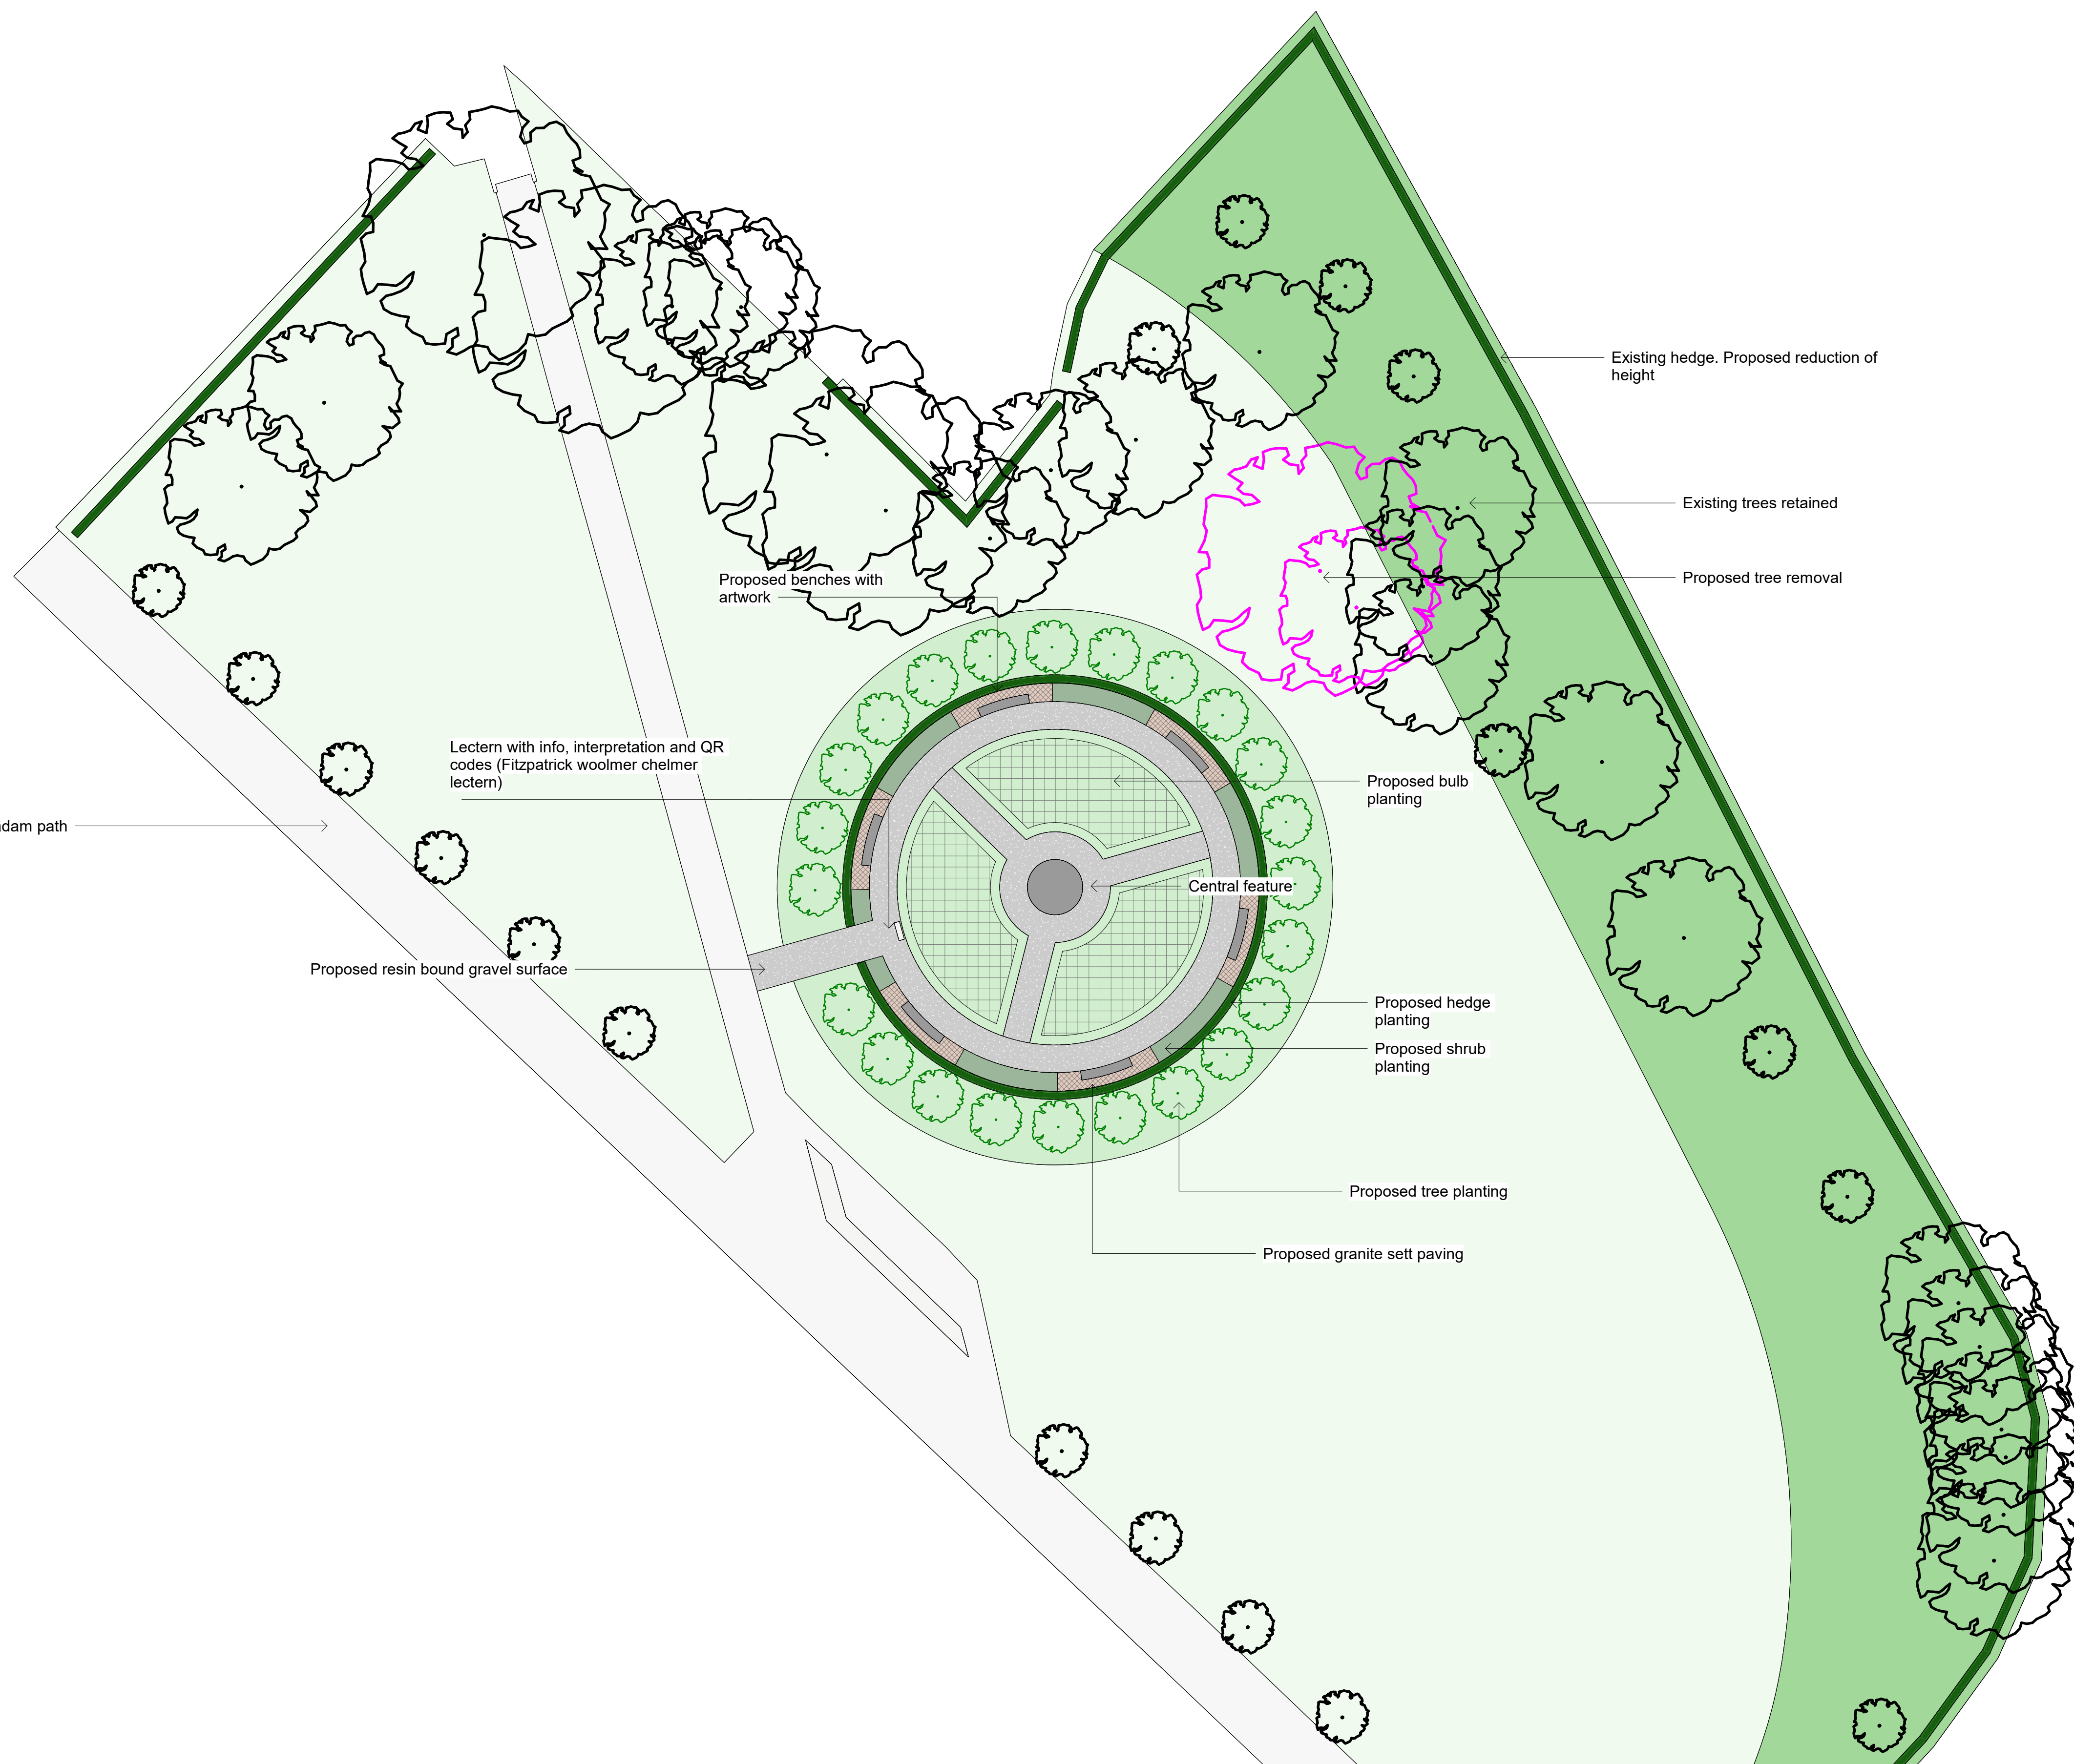 Existing hedge. Proposed reduction of
height
Existing trees retained
Proposed tree removal
Proposed benches with
artwork
Lectern with info, interpretation and QR
codes (Fitzpatrick woolmer chelmer
lectern)
Proposed bulb
planting
path
Central feature
Proposed resin bound gravel surface
Proposed hedge
planting
Proposed shrub
planting
Proposed tree planting
Proposed granite sett paving